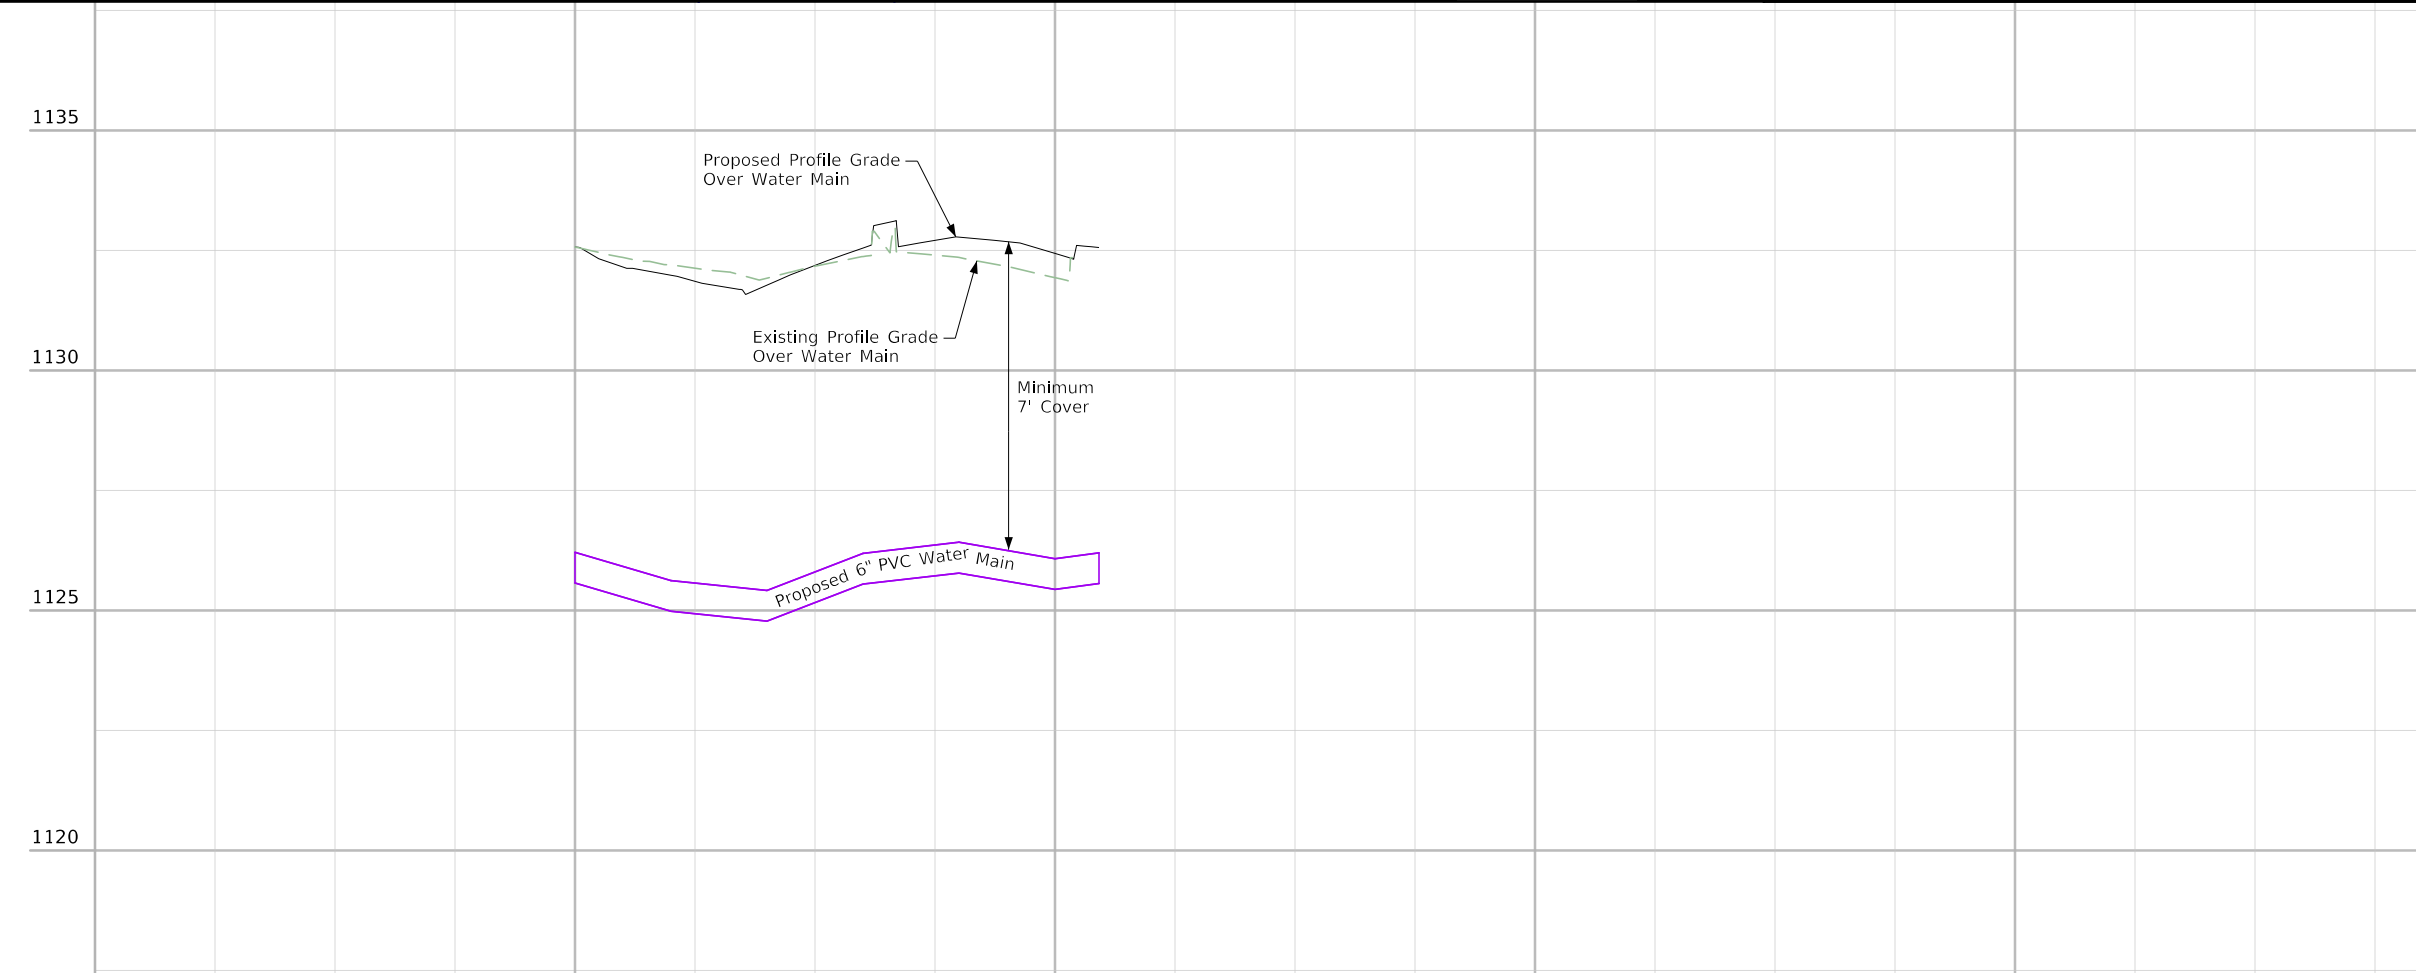 1135
Proposed Profile Grade
Over Water Main
Existing Profile Grade
Over Water Main
1130
Minimum
7' Cover
Proposed 6" PVC Water Main
1125
1120